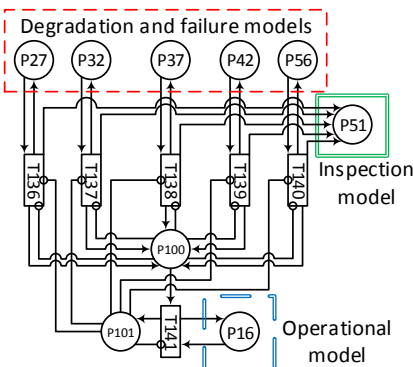 Degradation and failure models
P27 P32 P37 P42 P56
P51
T136 T137 T138 T139 T140
Inspection
model
P100
P101 T141 P16
Operational
model